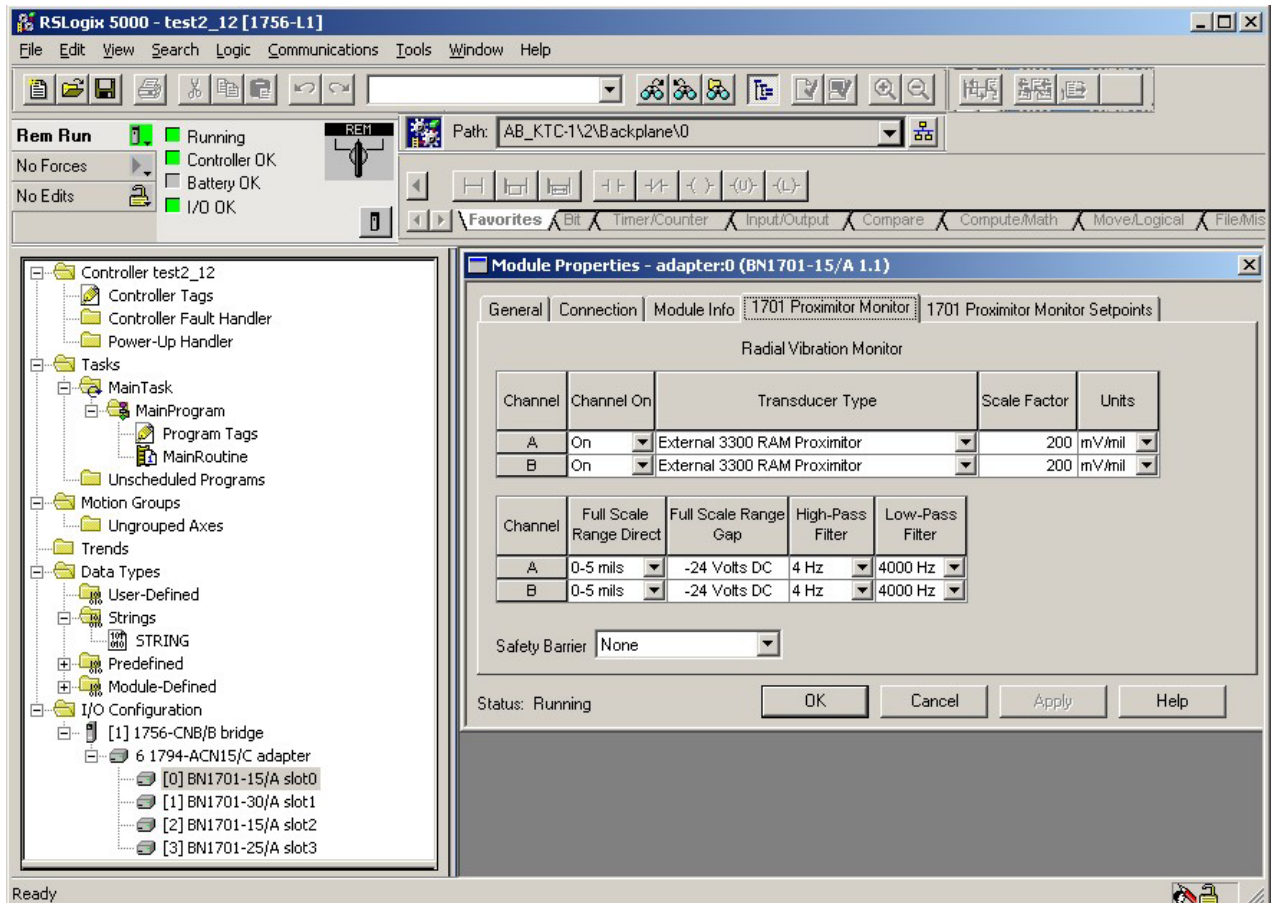 RSLogix 5000 - test2_12 [1756-L1]
File Edit View Search Logic Communications Tools Window Help
Rem Run
No Forces
No Edits
Running
Controller OK
Battery OK
I/O OK
REM
Path: AB_KTC-1\2\Backplane\0
Favorites Bit Timer/Counter Input/Output Compare Compute/Math Move/Logical File/Mis
Controller test2_12
Controller Tags
Controller Fault Handler
Power-Up Handler
Tasks
MainTask
MainProgram
Program Tags
MainRoutine
Unscheduled Programs
Motion Groups
Ungrouped Axes
Trends
Data Types
User-Defined
Strings
STRING
Predefined
Module-Defined
I/O Configuration
[1] 1756-CNB/B bridge
6 1794-ACN15/C adapter
[0] BN1701-15/A slot0
[1] BN1701-30/A slot1
[2] BN1701-15/A slot2
[3] BN1701-25/A slot3
Module Properties - adapter:0 (BN1701-15/A 1.1)
General Connection Module Info 1701 Proximitor Monitor 1701 Proximitor Monitor Setpoints
Radial Vibration Monitor
Channel Channel On Transducer Type Scale Factor Units
A On External 3300 RAM Proximitor 200 mV/mil
B On External 3300 RAM Proximitor 200 mV/mil
Channel Full Scale Range Direct Full Scale Range Gap High-Pass Filter Low-Pass Filter
A 0-5 mils -24 Volts DC 4 Hz 4000 Hz
B 0-5 mils -24 Volts DC 4 Hz 4000 Hz
Safety Barrier None
Status: Running OK Cancel Apply Help
Ready